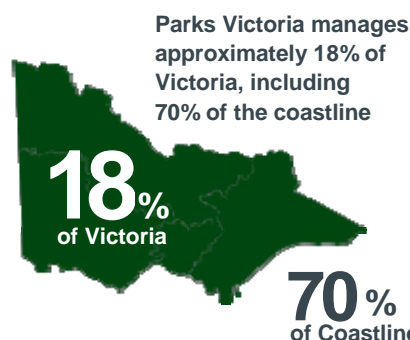 Parks Victoria manages
approximately 18% of
Victoria, including
70% of the coastline
18%
of Victoria
70%
of Coastline